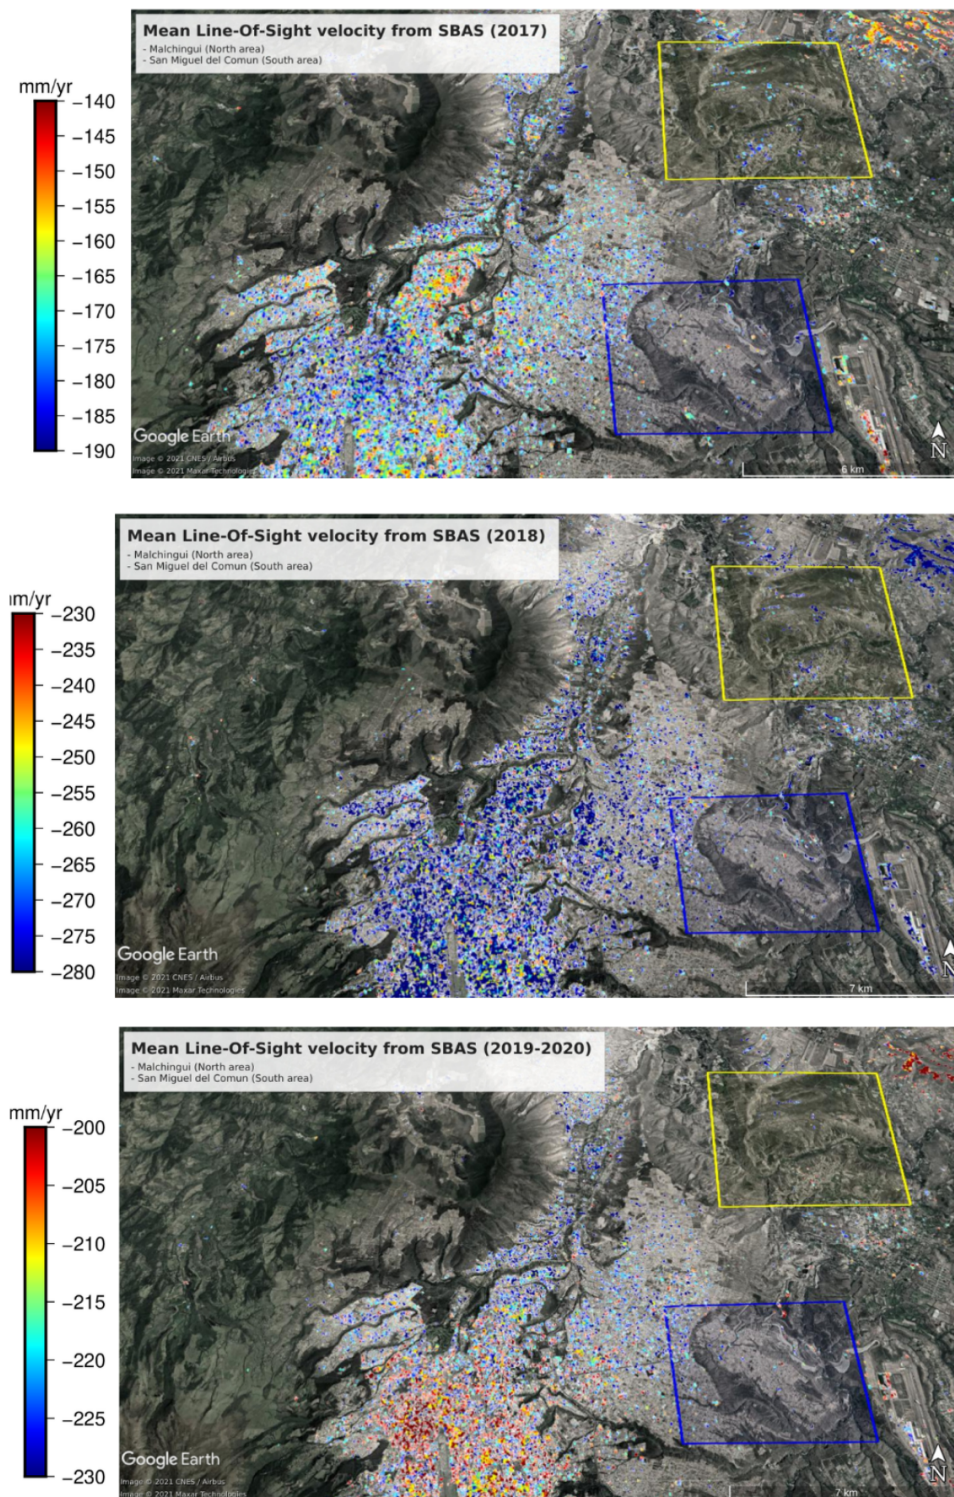 Mean Line-Of-Sight velocity from SBAS (2017)
- Malchingui (North area)
- San Miguel del Comun (South area)
mm/yr
−140
−145
−150
−155
−160
−165
−170
−175
−180
−185
−190
Google Earth
Image © 2021 CNES / Airbus
Image © 2021 Maxar Technologies
6 km
N
Mean Line-Of-Sight velocity from SBAS (2018)
- Malchingui (North area)
- San Miguel del Comun (South area)
m/yr
−230
−235
−240
−245
−250
−255
−260
−265
−270
−275
−280
Google Earth
Image © 2021 CNES / Airbus
Image © 2021 Maxar Technologies
7 km
N
Mean Line-Of-Sight velocity from SBAS (2019-2020)
- Malchingui (North area)
- San Miguel del Comun (South area)
mm/yr
−200
−205
−210
−215
−220
−225
−230
Google Earth
Image © 2021 CNES / Airbus
Image © 2021 Maxar Technologies
7 km
N